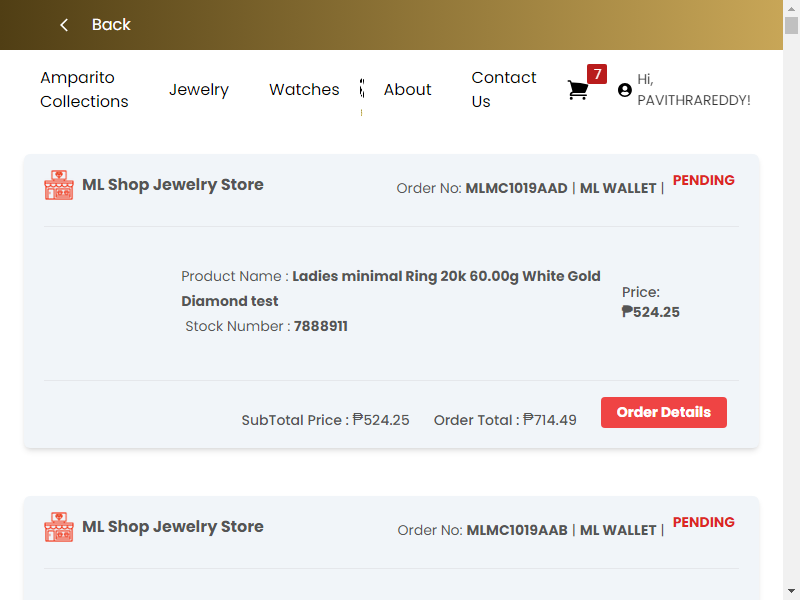 Back
Amparito
Collections
Jewelry
Watches
About
Contact
Us
7
Hi,
PAVITHRAREDDY!
ML Shop Jewelry Store
Order No: MLMC1019AAD | ML WALLET |
PENDING
Product Name : Ladies minimal Ring 20k 60.00g White Gold
Diamond test
Stock Number : 7888911
Price:
₱524.25
SubTotal Price : ₱524.25
Order Total : ₱714.49
Order Details
ML Shop Jewelry Store
Order No: MLMC1019AAB | ML WALLET |
PENDING